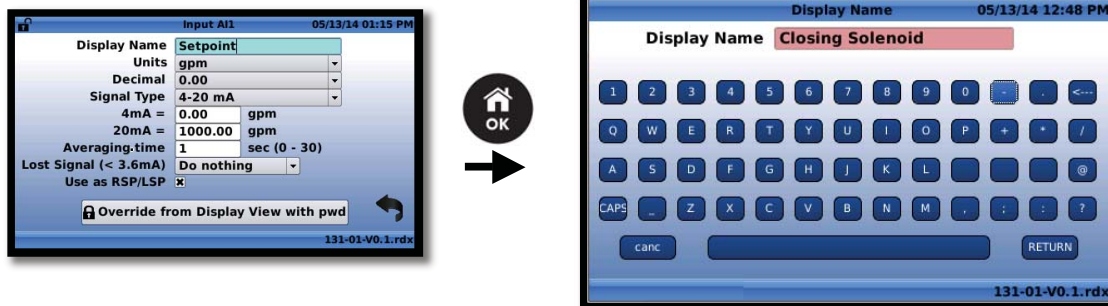 Input AI1 05/13/14 01:15 PM
Display Name Setpoint
Units gpm
Decimal 0.00
Signal Type 4-20 mA
4mA = 0.00 gpm
20mA = 1000.00 gpm
Averaging time 1 sec (0 - 30)
Lost Signal (< 3.6mA) Do nothing
Use as RSP/LSP
Override from Display View with pwd
131-01-V0.1.rdx
OK
Display Name 05/13/14 12:48 PM
Display Name Closing Solenoid
1 2 3 4 5 6 7 8 9 0 - . <---
Q W E R T Y U I O P + * /
A S D F G H J K L @
CAPS _ Z X C V B N M , ; : ?
canc RETURN
131-01-V0.1.rdx